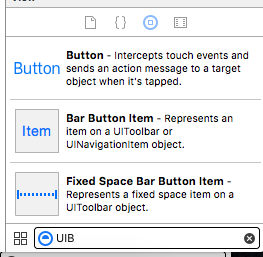 Button
Button - Intercepts touch events and
sends an action message to a target
object when it's tapped.
Item
Bar Button Item - Represents an
item on a UIToolbar or
UINavigationItem object.
Fixed Space Bar Button Item -
Represents a fixed space item on a
UIToolbar object.
UIB